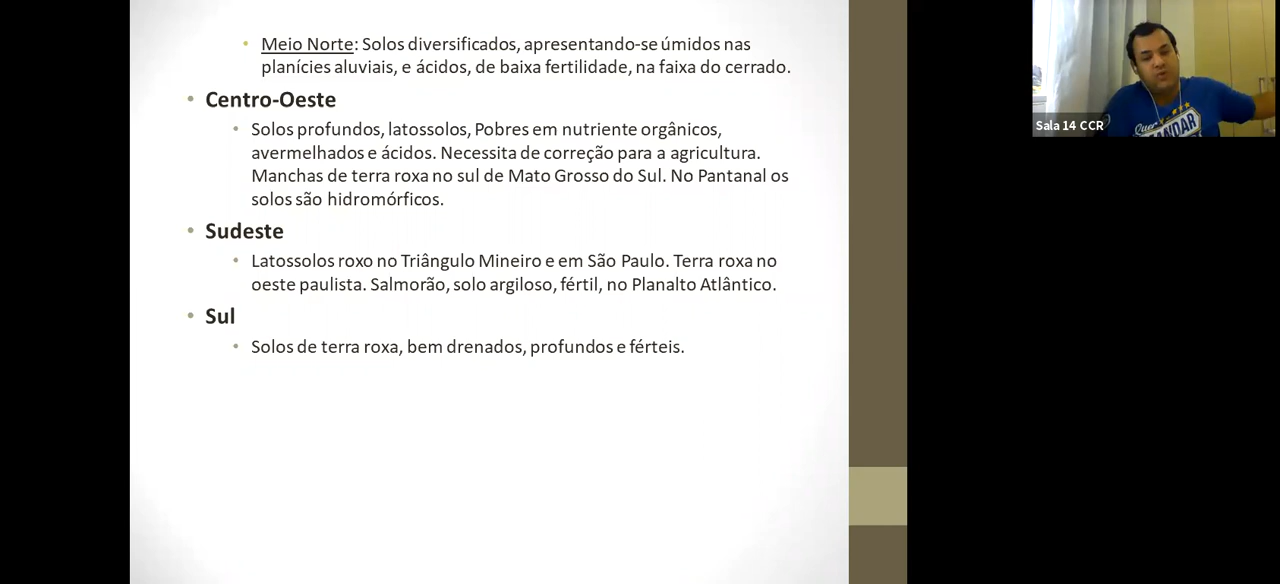 Meio Norte: Solos diversificados, apresentando-se úmidos nas
planícies aluviais, e ácidos, de baixa fertilidade, na faixa do cerrado.
Centro-Oeste
Solos profundos, latossolos, Pobres em nutriente orgânicos,
avermelhados e ácidos. Necessita de correção para a agricultura.
Manchas de terra roxa no sul de Mato Grosso do Sul. No Pantanal os
solos são hidromórficos.
Sudeste
Latossolos roxo no Triângulo Mineiro e em São Paulo. Terra roxa no
oeste paulista. Salmorão, solo argiloso, fértil, no Planalto Atlântico.
Sul
Solos de terra roxa, bem drenados, profundos e férteis.
Sala 14 CCR